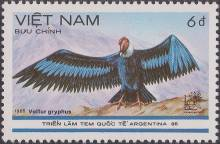 VIỆT NAM
6đ
BƯU CHÍNH
1985 Vultur gryphus
TRIỂN LÃM TEM QUỐC TẾ ARGENTINA 85